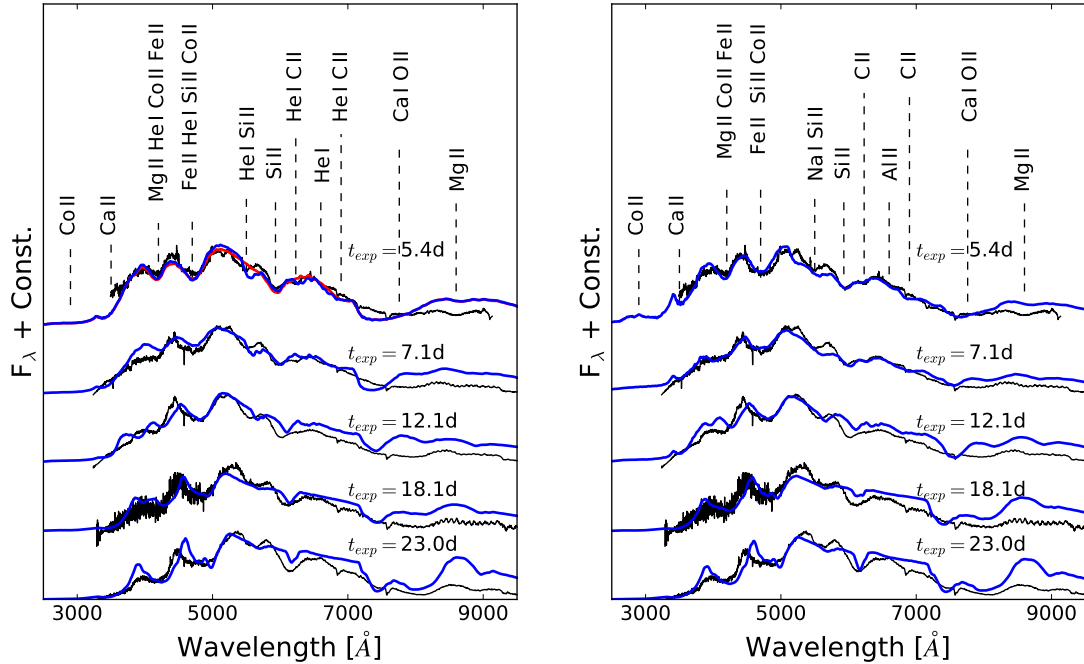 Co II
Ca II
Mg II He I Co II Fe II
Fe II He I Si II Co II
He I Si II
Si II
He I C II
He I
He I C II
Ca I O II
Mg II
t_exp = 5.4d
t_exp = 7.1d
t_exp = 12.1d
t_exp = 18.1d
t_exp = 23.0d
F_λ + Const.
3000 5000 7000 9000
Wavelength [Å]
Co II
Ca II
Mg II Co II Fe II
Fe II Si II Co II
Na I Si II
Si II
C II
Al II
C II
Ca I O II
Mg II
t_exp = 5.4d
t_exp = 7.1d
t_exp = 12.1d
t_exp = 18.1d
t_exp = 23.0d
F_λ + Const.
3000 5000 7000 9000
Wavelength [Å]